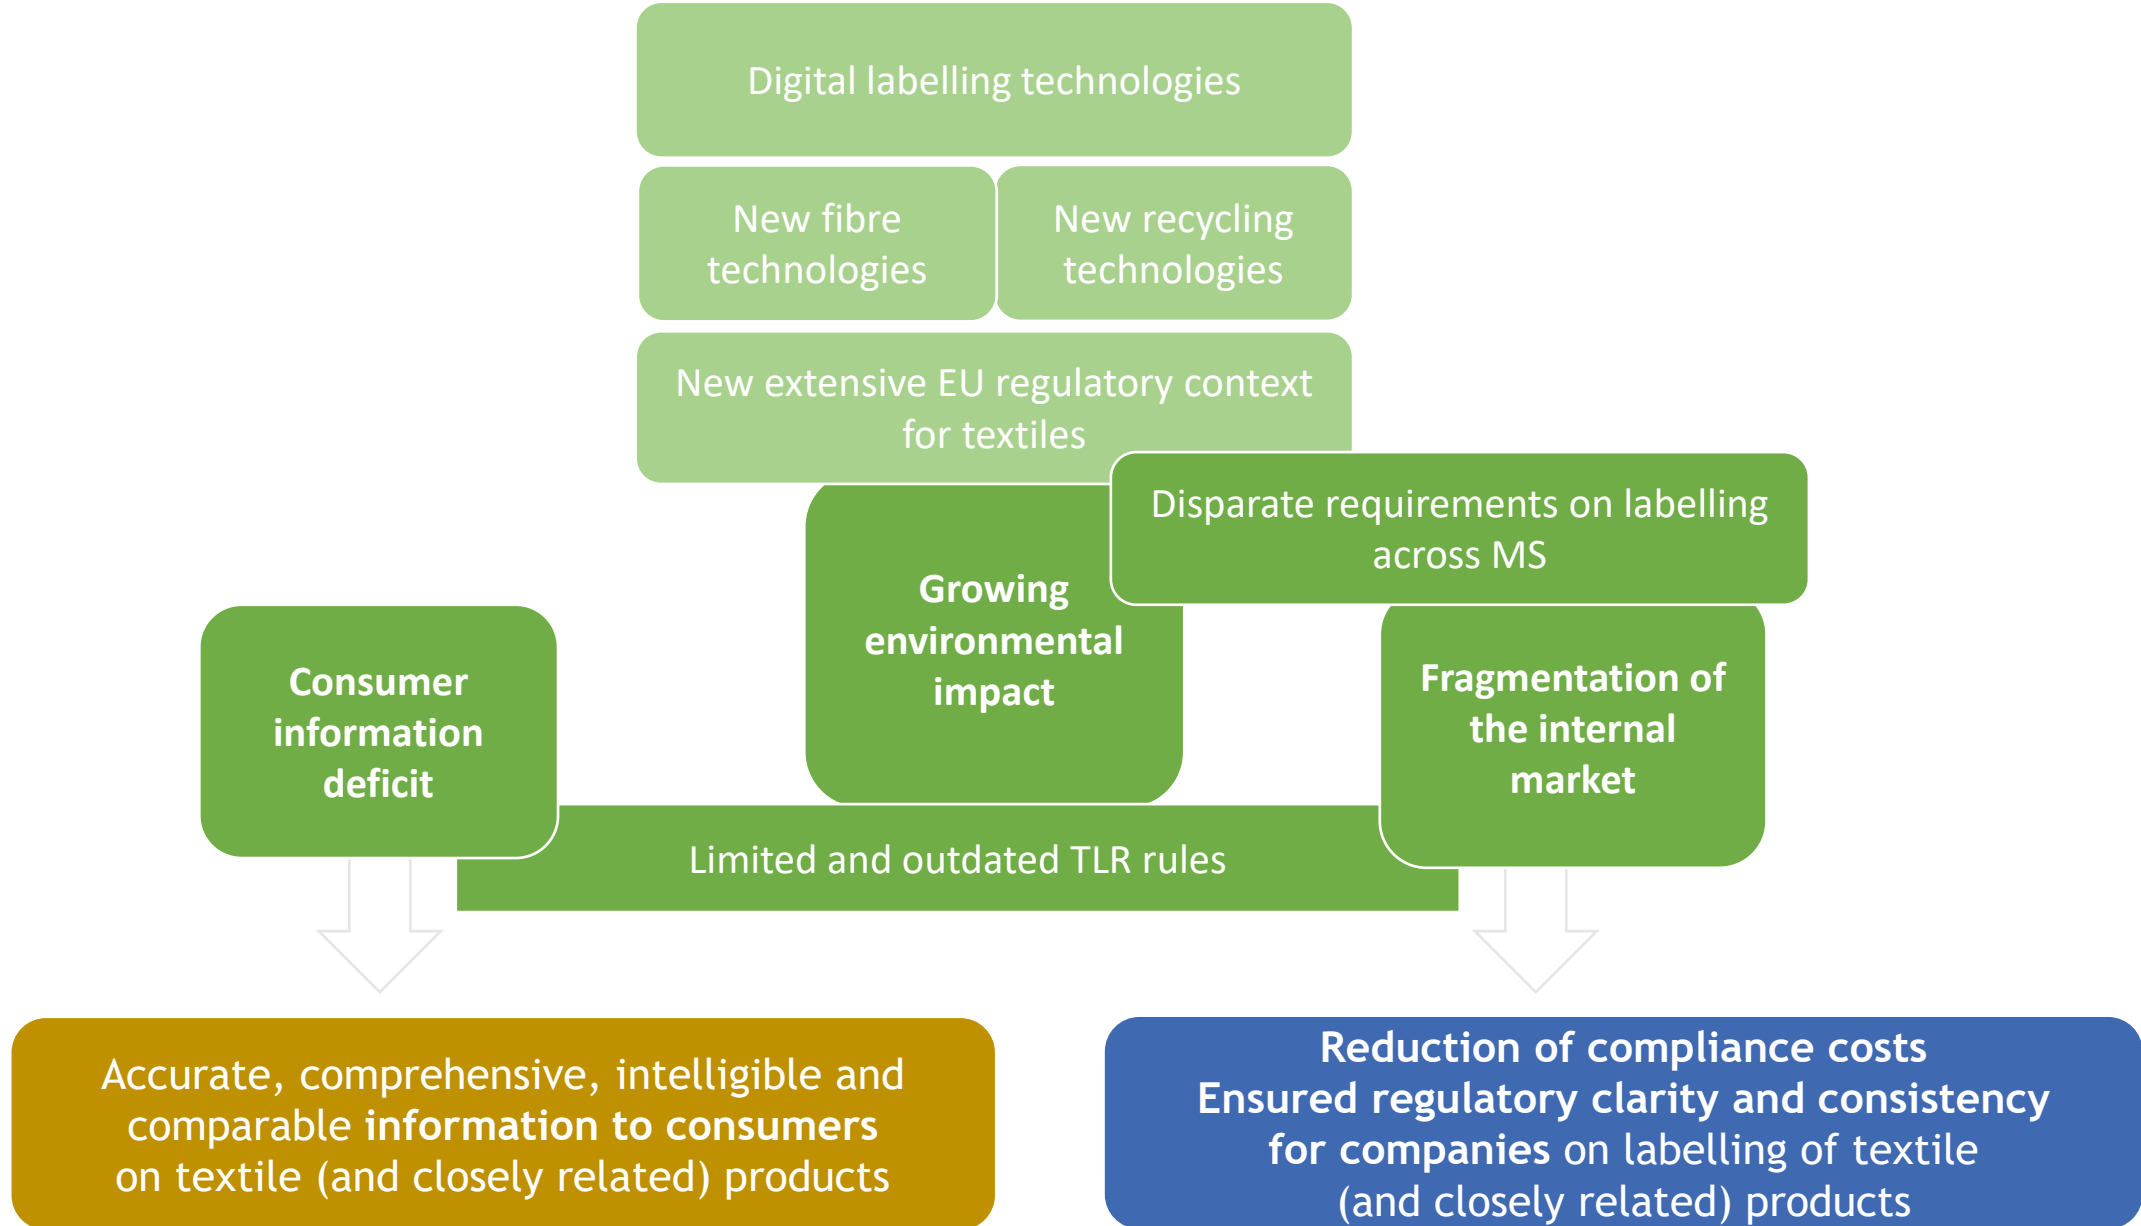 Digital labelling technologies
New fibre
technologies
New recycling
technologies
New extensive EU regulatory context
for textiles
Disparate requirements on labelling
across MS
Growing
environmental
impact
Consumer
information
deficit
Fragmentation of
the internal
market
Limited and outdated TLR rules
Accurate, comprehensive, intelligible and
comparable information to consumers
on textile (and closely related) products
Reduction of compliance costs
Ensured regulatory clarity and consistency
for companies on labelling of textile
(and closely related) products